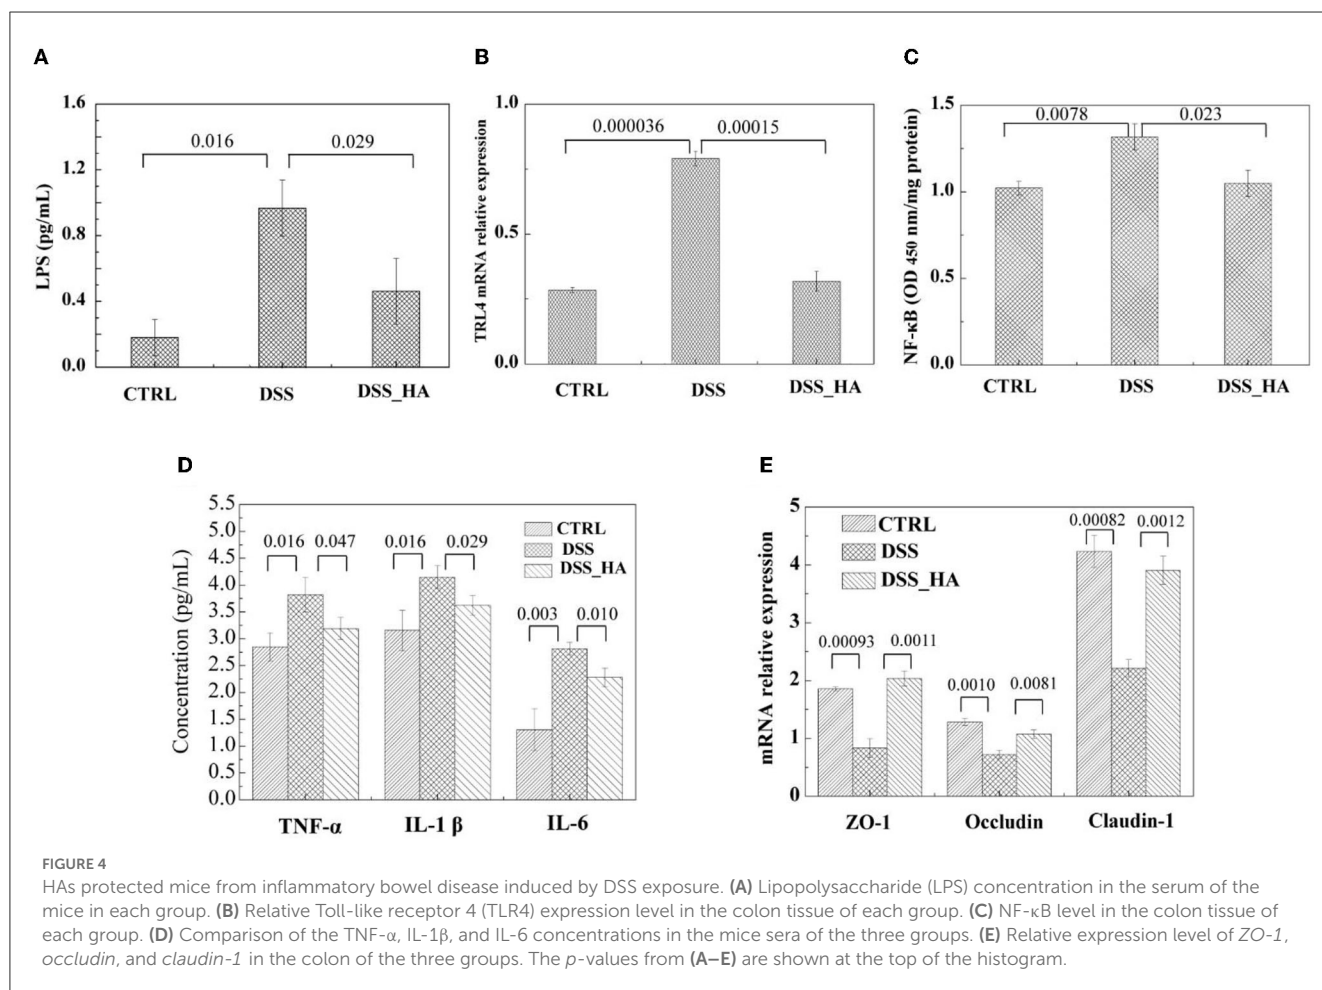 A
1.6
1.2
0.8
0.4
0.0
LPS (pg/mL)
0.016
0.029
CTRL
DSS
DSS_HA
B
1.0
0.5
0.0
TRL4 mRNA relative expression
0.000036
0.00015
CTRL
DSS
DSS_HA
C
1.5
1.0
0.5
0.0
NF-κB (OD 450 nm/mg protein)
0.0078
0.023
CTRL
DSS
DSS_HA
D
5.5
5.0
4.5
4.0
3.5
3.0
2.5
2.0
1.5
1.0
0.5
0.0
Concentration (pg/mL)
CTRL
DSS
DSS_HA
0.016
0.047
0.016
0.029
0.003
0.010
TNF-α
IL-1 β
IL-6
E
5
4
3
2
1
0
mRNA relative expression
CTRL
DSS
DSS_HA
0.00093
0.0011
0.0010
0.0081
0.00082
0.0012
ZO-1
Occludin
Claudin-1
FIGURE 4
HAs protected mice from inflammatory bowel disease induced by DSS exposure. (A) Lipopolysaccharide (LPS) concentration in the serum of the
mice in each group. (B) Relative Toll-like receptor 4 (TLR4) expression level in the colon tissue of each group. (C) NF-κB level in the colon tissue of
each group. (D) Comparison of the TNF-α, IL-1β, and IL-6 concentrations in the mice sera of the three groups. (E) Relative expression level of ZO-1,
occludin, and claudin-1 in the colon of the three groups. The p-values from (A–E) are shown at the top of the histogram.